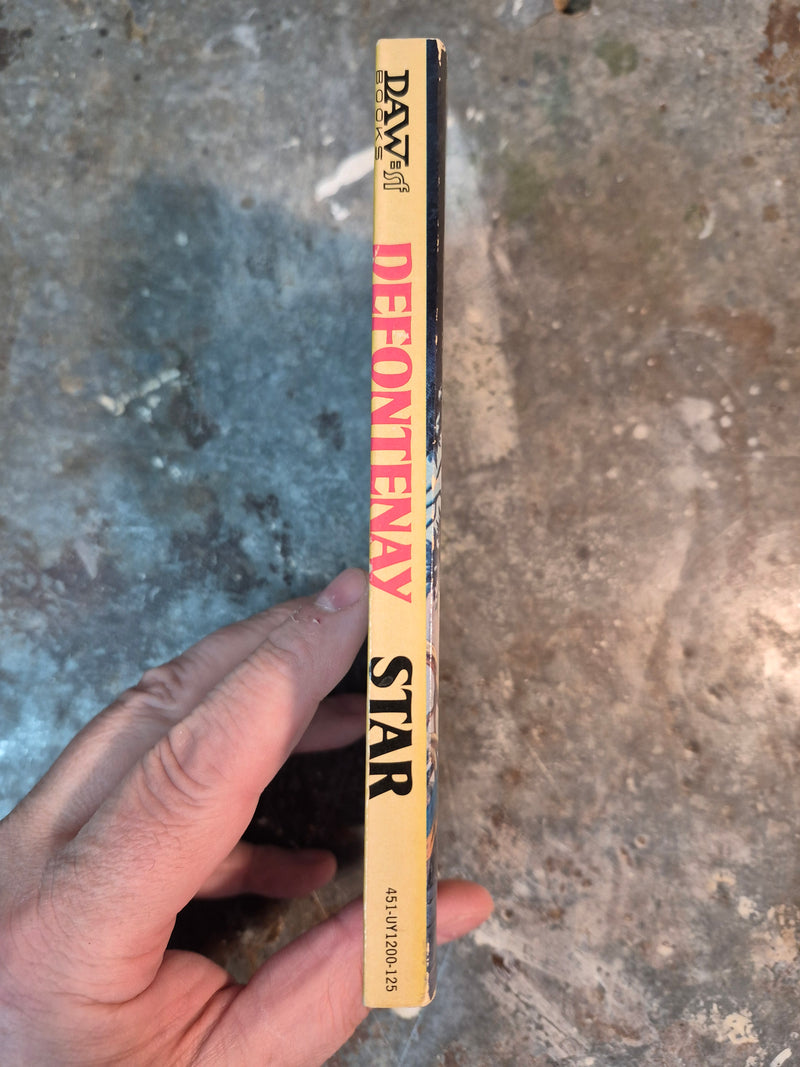 DAW:sf
BOOKS
DEFONTENAY
STAR
451-UY1200-125